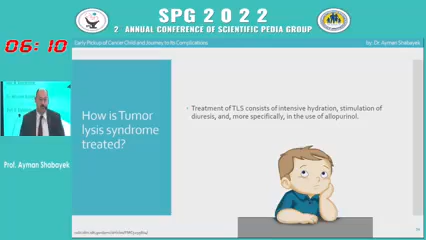 SPG 2022
2 ANNUAL CONFERENCE OF SCIENTIFIC PEDIA GROUP
06:10
Early Pickup of Cancer Child and Journey to Its Complications
by: Dr. Ayman Shabayek
How is Tumor
lysis syndrome
treated?
Treatment of TLS consists of intensive hydration, stimulation of
diuresis, and, more specifically, in the use of allopurinol.
Prof. Ayman Shabayek